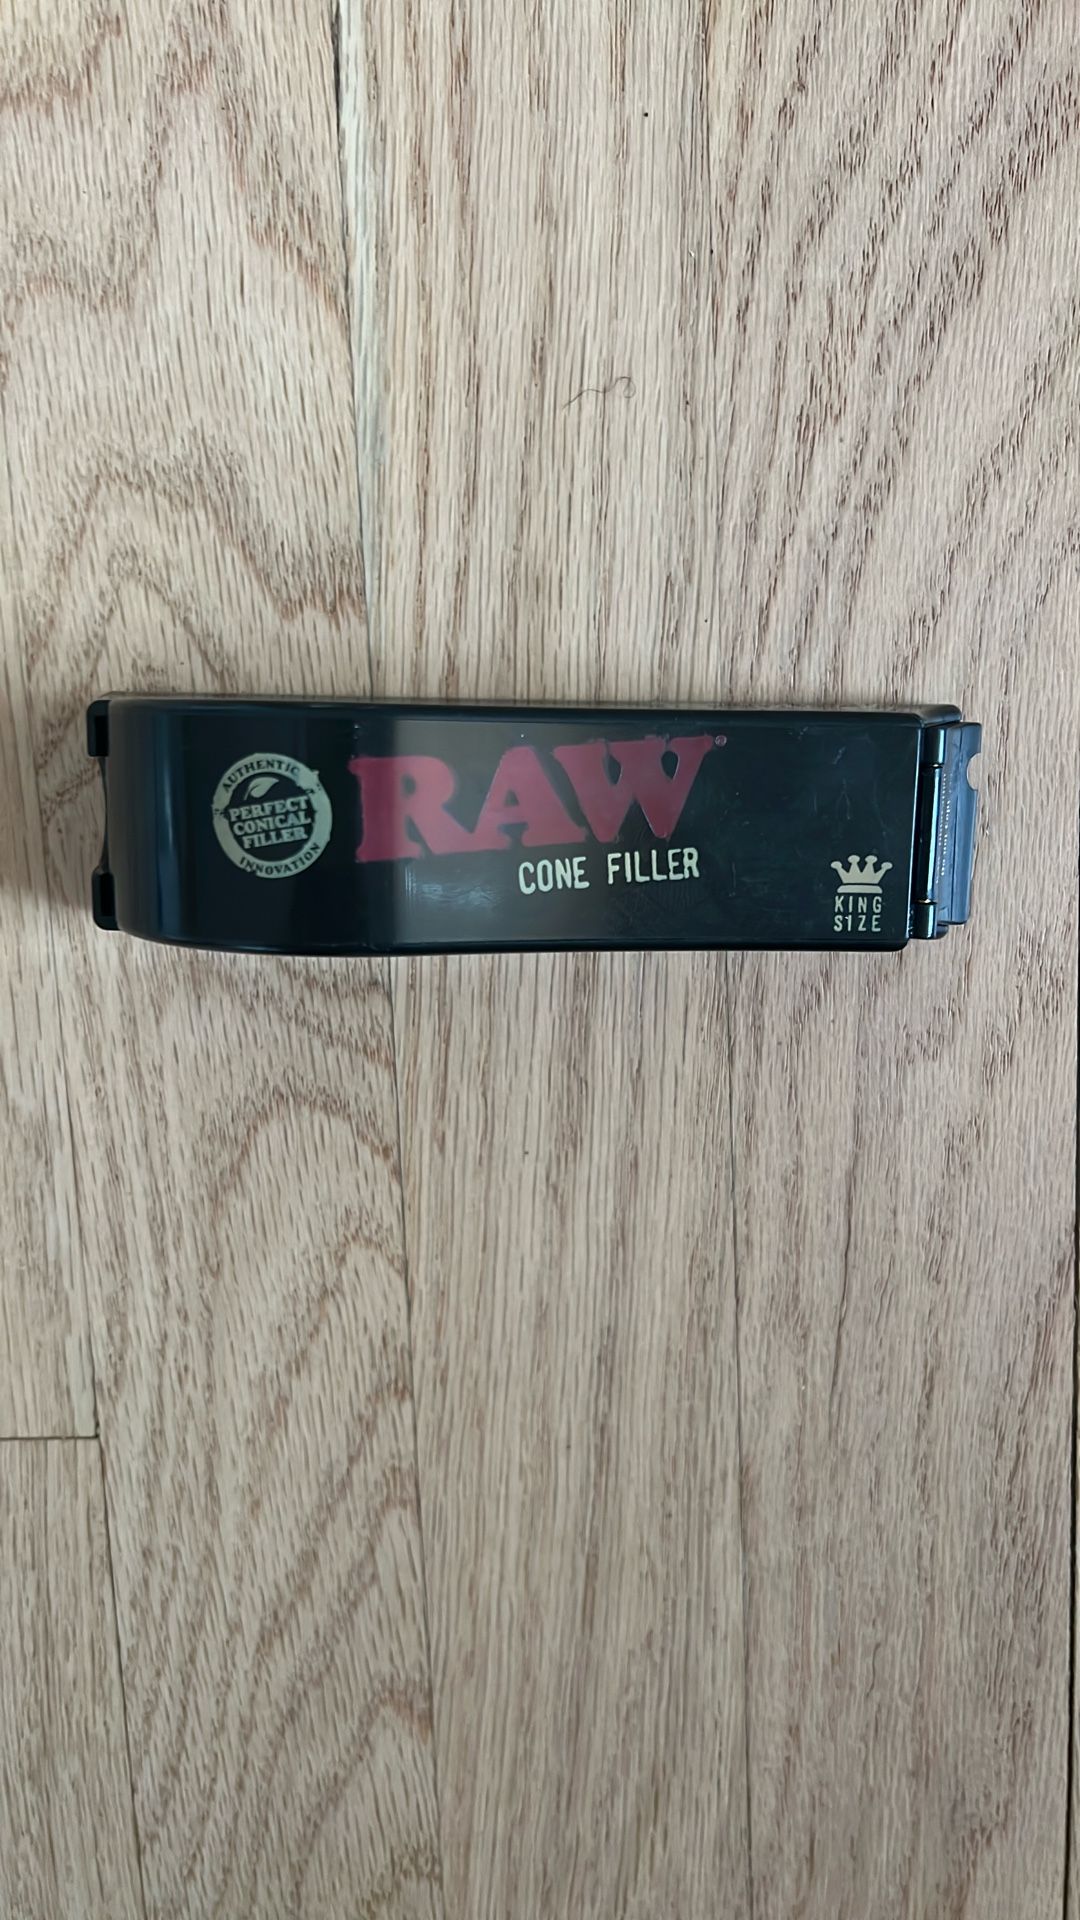 AUTHENTIC
PERFECT
CONICAL
FILLER
INNOVATION
RAW®
CONE FILLER
KING
SIZE